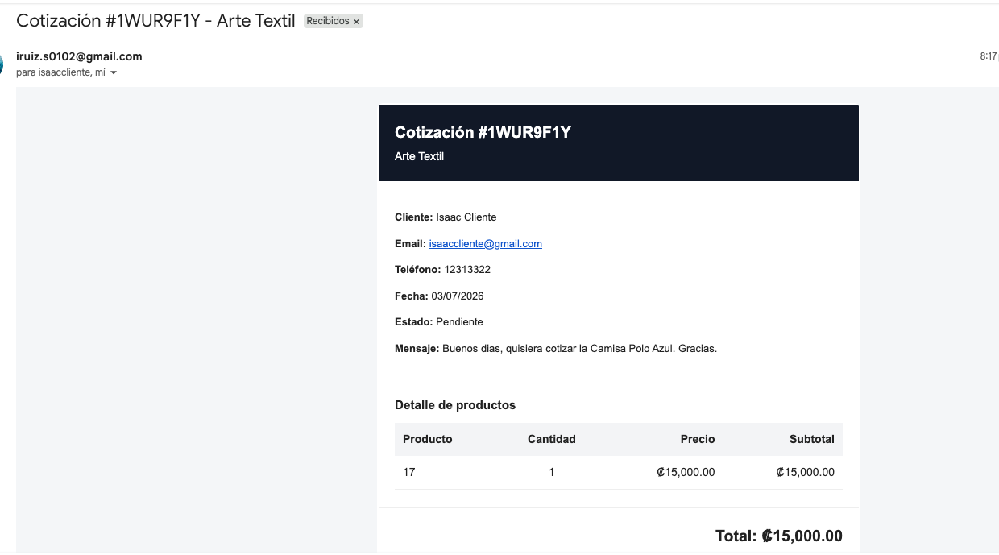 Cotización #1WUR9F1Y - Arte Textil Recibidos ×
iruiz.s0102@gmail.com 8:17
para isaaccliente, mí
Cotización #1WUR9F1Y
Arte Textil
Cliente: Isaac Cliente
Email: isaaccliente@gmail.com
Teléfono: 12313322
Fecha: 03/07/2026
Estado: Pendiente
Mensaje: Buenos dias, quisiera cotizar la Camisa Polo Azul. Gracias.
Detalle de productos
Producto Cantidad Precio Subtotal
17 1 ₡15,000.00 ₡15,000.00
Total: ₡15,000.00